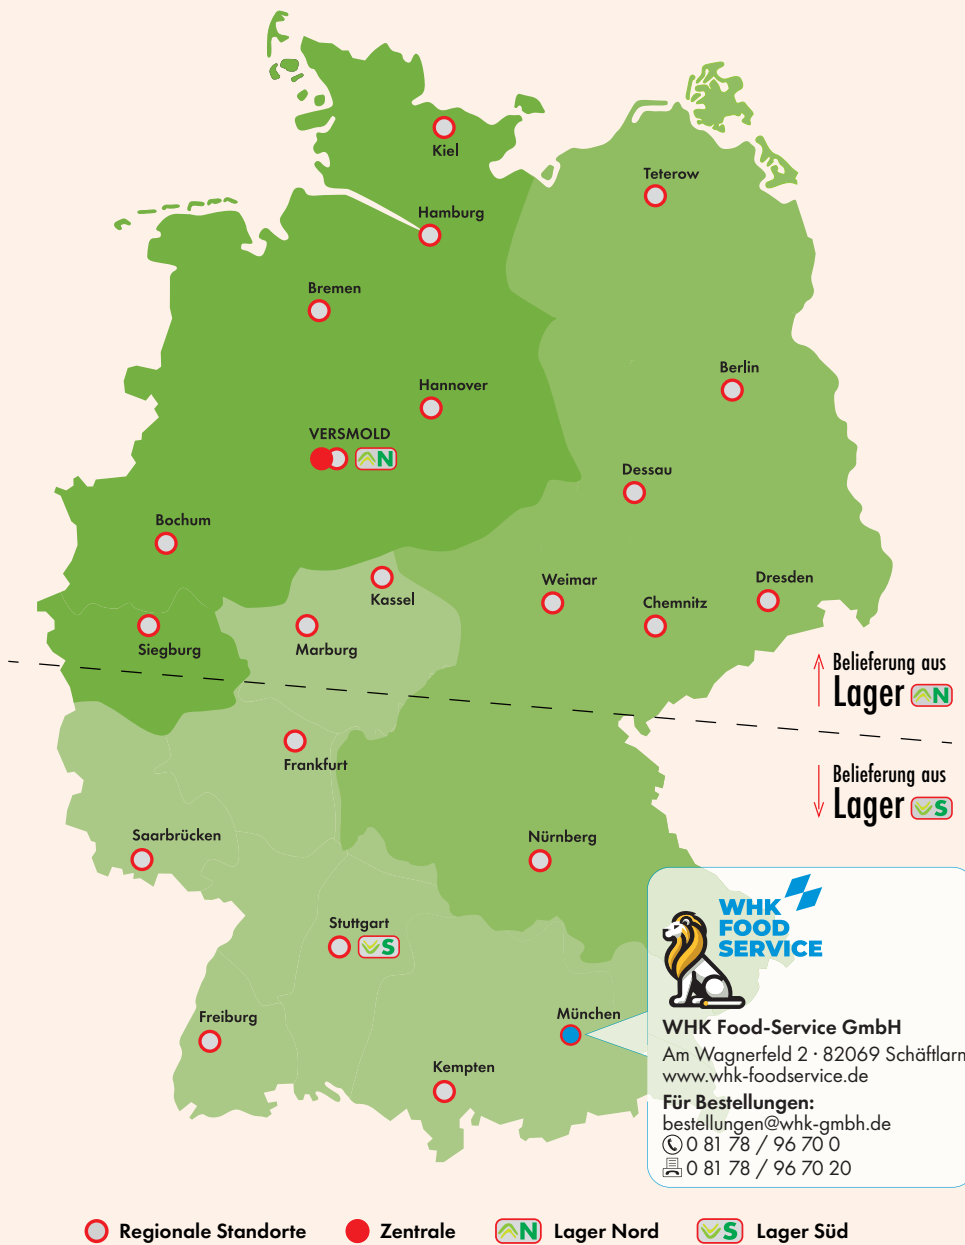 Kiel
Teterow
Hamburg
Bremen
Berlin
Hannover
VERSMOLD
N
Dessau
Bochum
Weimar
Dresden
Kassel
Chemnitz
Siegburg
Marburg
Belieferung aus
Lager N
Frankfurt
Belieferung aus
Lager S
Saarbrücken
Nürnberg
Stuttgart
S
WHK
FOOD
SERVICE
Freiburg
München
Kempten
WHK Food-Service GmbH
Am Wagnerfeld 2 · 82069 Schäftlarn
www.whk-foodservice.de
Für Bestellungen:
bestellungen@whk-gmbh.de
0 81 78 / 96 70 0
0 81 78 / 96 70 20
Regionale Standorte Zentrale N Lager Nord S Lager Süd